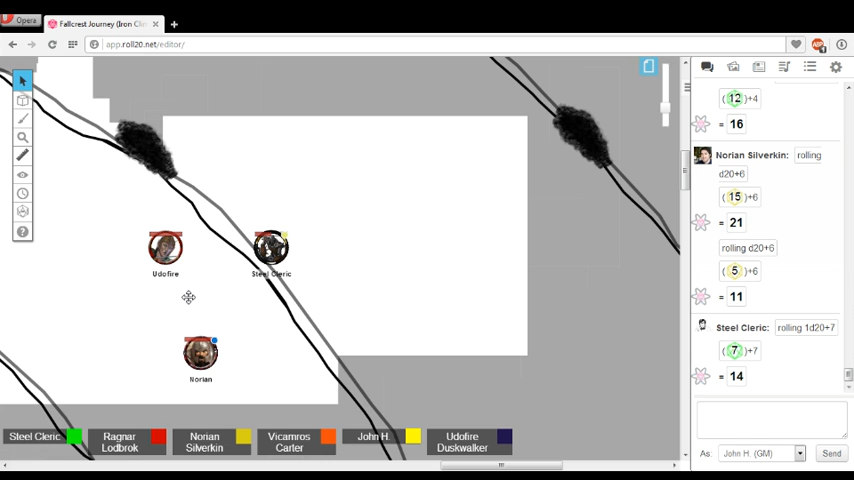 Opera
Fallcrest Journey (Iron Cir
app.roll20.net/editor/
(12)+4
= 16
Norian Silverkin: rolling
d20+6
(15)+6
= 21
rolling d20+6
(5)+6
= 11
Steel Cleric: rolling 1d20+7
(7)+7
= 14
Udofire
Steel Cleric
Norian
Steel Cleric
Ragnar
Lodbrok
Norian
Silverkin
Vicamros
Carter
John H.
Udofire
Duskwalker
As: John H. (GM)
Send